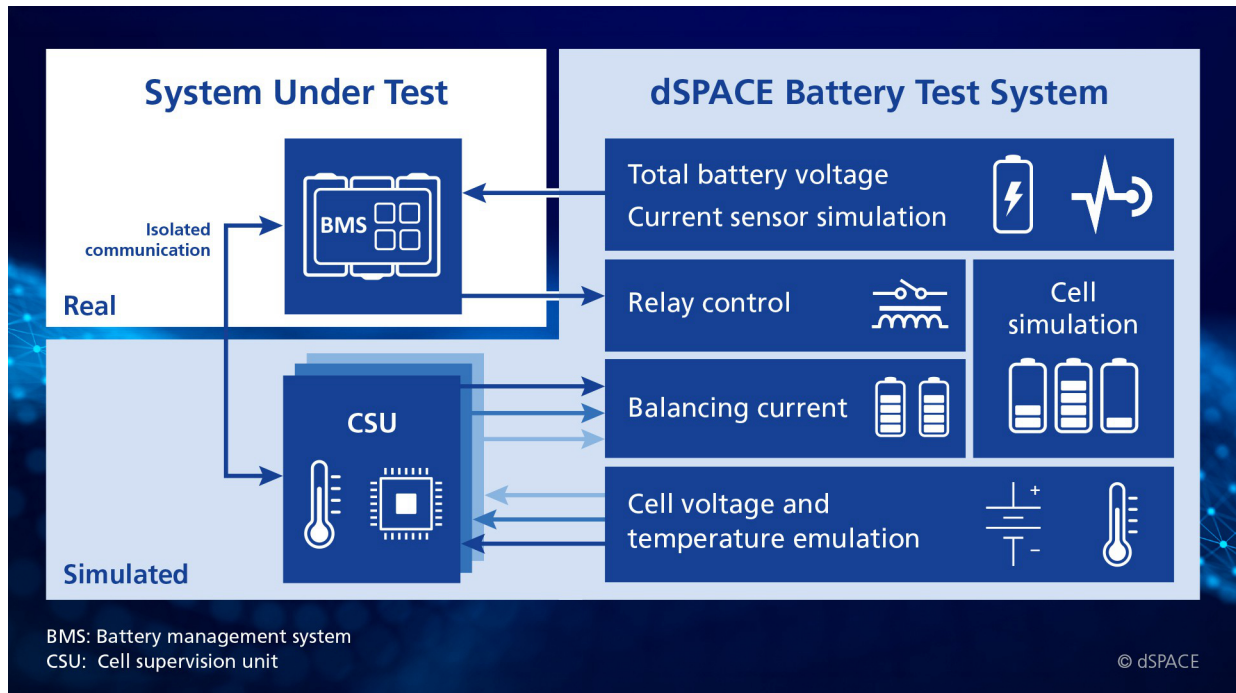 System Under Test
BMS
Isolated
communication
Real
CSU
Simulated
dSPACE Battery Test System
Total battery voltage
Current sensor simulation
Relay control
Cell
simulation
Balancing current
Cell voltage and
temperature emulation
+
−
BMS: Battery management system
CSU: Cell supervision unit
© dSPACE